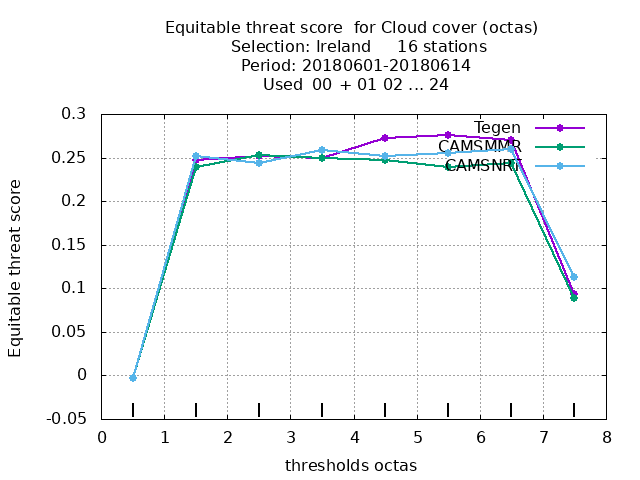 Equitable threat score  for Cloud cover (octas)
Selection: Ireland     16 stations
Period: 20180601-20180614
Used  00 + 01 02 ... 24
0.3
0.25
0.2
0.15
0.1
0.05
0
-0.05
Equitable threat score
Tegen
CAMSMMR
CAMSNRT
0 1 2 3 4 5 6 7 8
thresholds octas